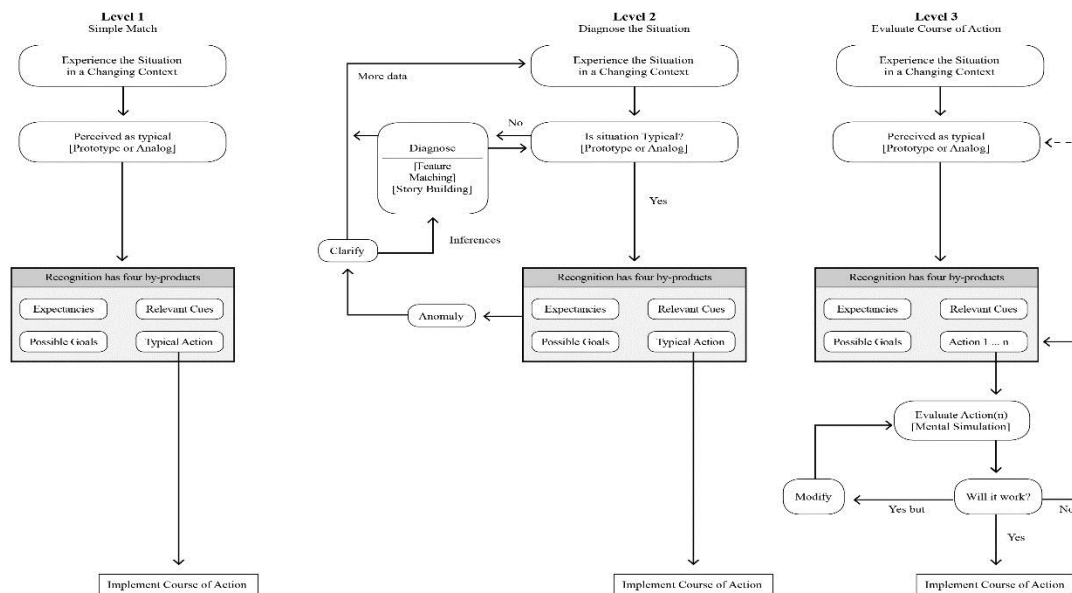 Level 1
Simple Match
Experience the Situation
in a Changing Context
Perceived as typical
[Prototype or Analog]
Recognition has four by-products
Expectancies
Relevant Cues
Possible Goals
Typical Action
Implement Course of Action
Level 2
Diagnose the Situation
More data
Experience the Situation
in a Changing Context
No
Is situation Typical?
[Prototype or Analog]
Diagnose
[Feature
Matching]
[Story Building]
Yes
Inferences
Clarify
Anomaly
Recognition has four by-products
Expectancies
Relevant Cues
Possible Goals
Typical Action
Implement Course of Action
Level 3
Evaluate Course of Action
Experience the Situation
in a Changing Context
Perceived as typical
[Prototype or Analog]
Recognition has four by-products
Expectancies
Relevant Cues
Possible Goals
Action 1 ... n
Evaluate Action(n)
[Mental Simulation]
Modify
Yes but
Will it work?
No
Yes
Implement Course of Action